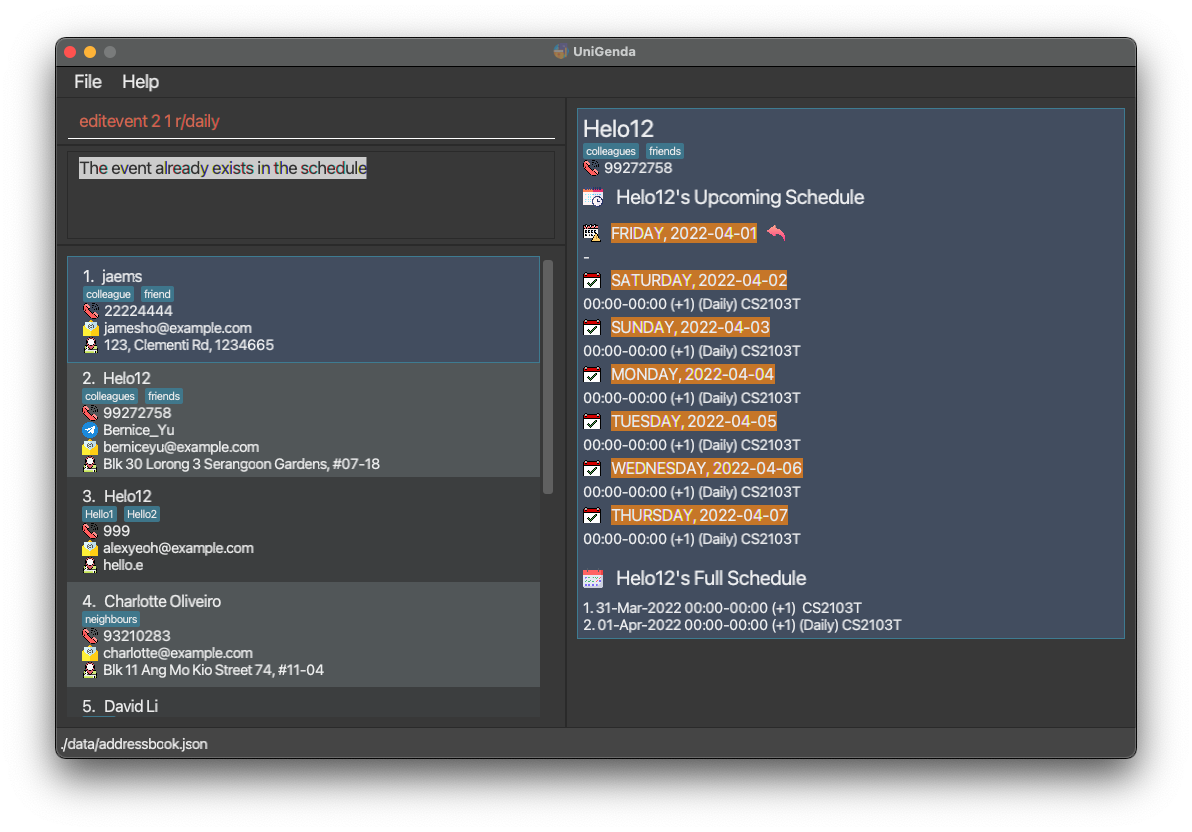 UniGenda
File Help
editevent 2 1 r/daily
The event already exists in the schedule
1. jaems
colleague friend
22224444
jamesho@example.com
123, Clementi Rd, 1234665
2. Helo12
colleagues friends
99272758
Bernice_Yu
berniceyu@example.com
Blk 30 Lorong 3 Serangoon Gardens, #07-18
3. Helo12
Hello1 Hello2
999
alexyeoh@example.com
hello.e
4. Charlotte Oliveiro
neighbours
93210283
charlotte@example.com
Blk 11 Ang Mo Kio Street 74, #11-04
5. David Li
Helo12
colleagues friends
99272758
Helo12's Upcoming Schedule
FRIDAY, 2022-04-01
-
SATURDAY, 2022-04-02
00:00-00:00 (+1) (Daily) CS2103T
SUNDAY, 2022-04-03
00:00-00:00 (+1) (Daily) CS2103T
MONDAY, 2022-04-04
00:00-00:00 (+1) (Daily) CS2103T
TUESDAY, 2022-04-05
00:00-00:00 (+1) (Daily) CS2103T
WEDNESDAY, 2022-04-06
00:00-00:00 (+1) (Daily) CS2103T
THURSDAY, 2022-04-07
00:00-00:00 (+1) (Daily) CS2103T
Helo12's Full Schedule
1. 31-Mar-2022 00:00-00:00 (+1) CS2103T
2. 01-Apr-2022 00:00-00:00 (+1) (Daily) CS2103T
./data/addressbook.json